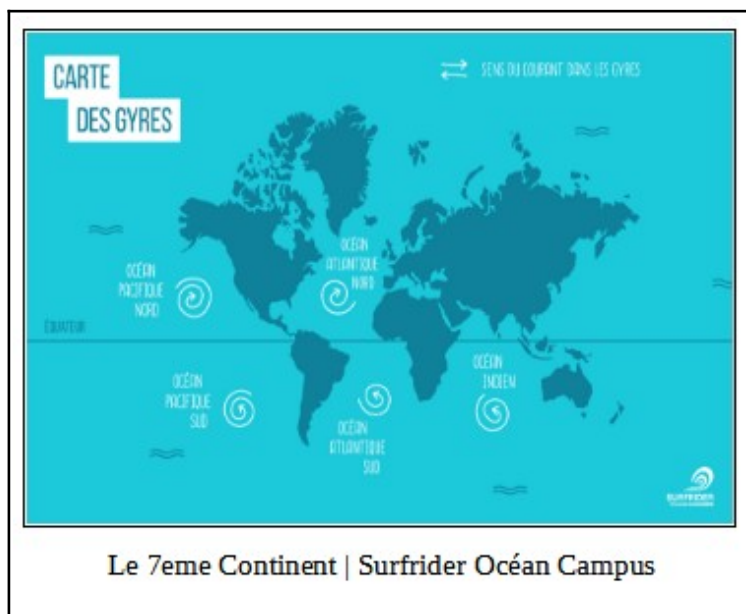 CARTE
DES GYRES
SENS DU COURANT DANS LES GYRES
OCÉAN
ATLANTIQUE
NORD
OCÉAN
PACIFIQUE
NORD
ÉQUATEUR
OCÉAN
PACIFIQUE
SUD
OCÉAN
INDIEN
OCÉAN
ATLANTIQUE
SUD
SURFRIDER
Le 7eme Continent | Surfrider Océan Campus